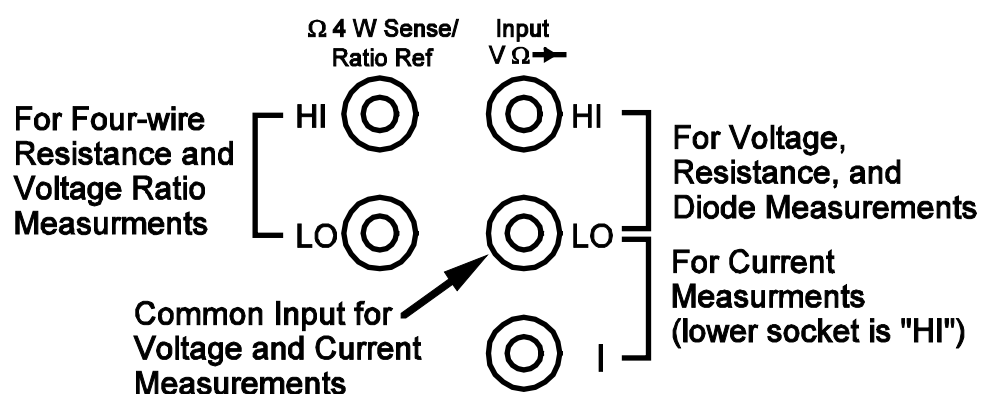 Ω 4 W Sense/
Ratio Ref
Input
V Ω
For Four-wire
Resistance and
Voltage Ratio
Measurments
HI
LO
HI
LO
I
For Voltage,
Resistance, and
Diode Measurements
For Current
Measurments
(lower socket is "HI")
Common Input for
Voltage and Current
Measurements